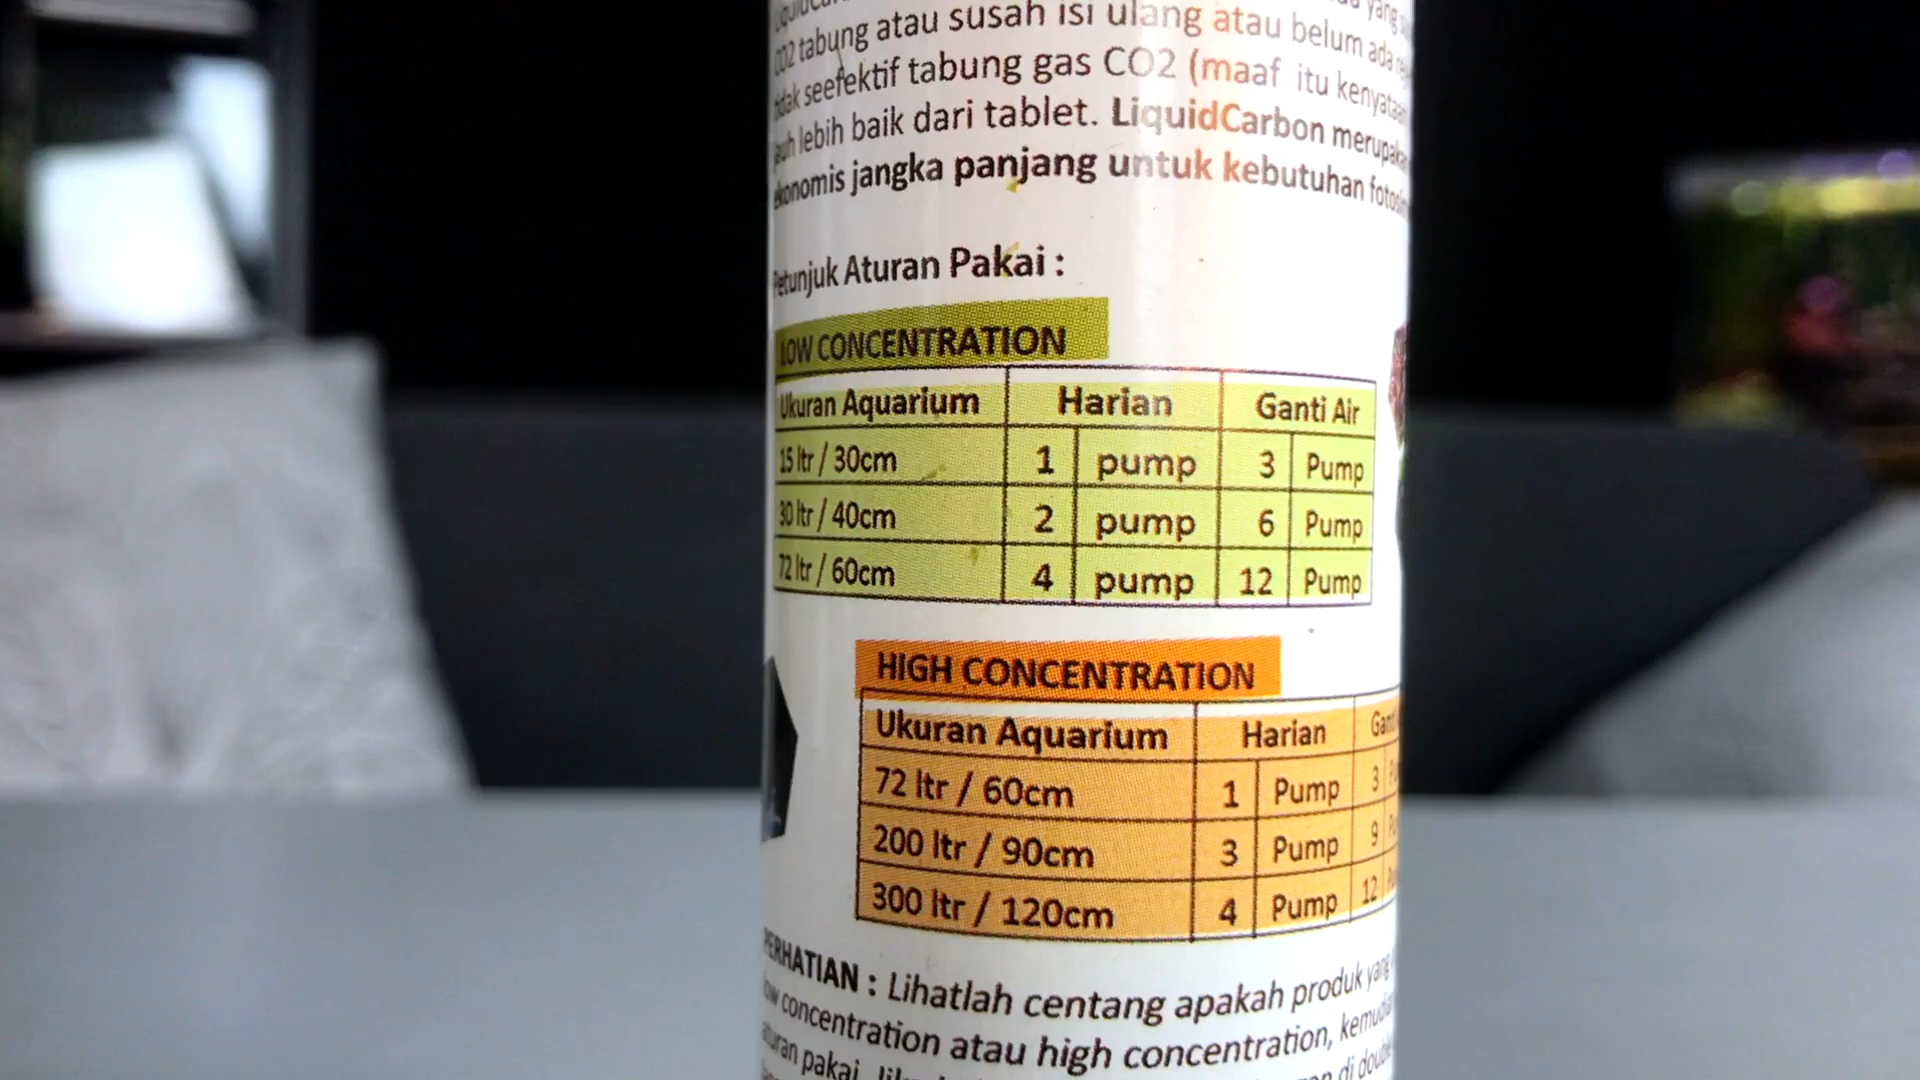 CO2 tabung atau susah isi ulang atau belum ada
tidak seefektif tabung gas CO2 (maaf itu kenyataan
jauh lebih baik dari tablet. LiquidCarbon merupakan
ekonomis jangka panjang untuk kebutuhan
Petunjuk Aturan Pakai :
LOW CONCENTRATION
Ukuran Aquarium Harian Ganti Air
15 ltr / 30cm 1 pump 3 Pump
30 ltr / 40cm 2 pump 6 Pump
72 ltr / 60cm 4 pump 12 Pump
HIGH CONCENTRATION
Ukuran Aquarium Harian
72 ltr / 60cm 1 Pump 3
200 ltr / 90cm 3 Pump 9
300 ltr / 120cm 4 Pump 12
PERHATIAN : Lihatlah centang apakah produk yang
low concentration atau high concentration,
aturan pakai.